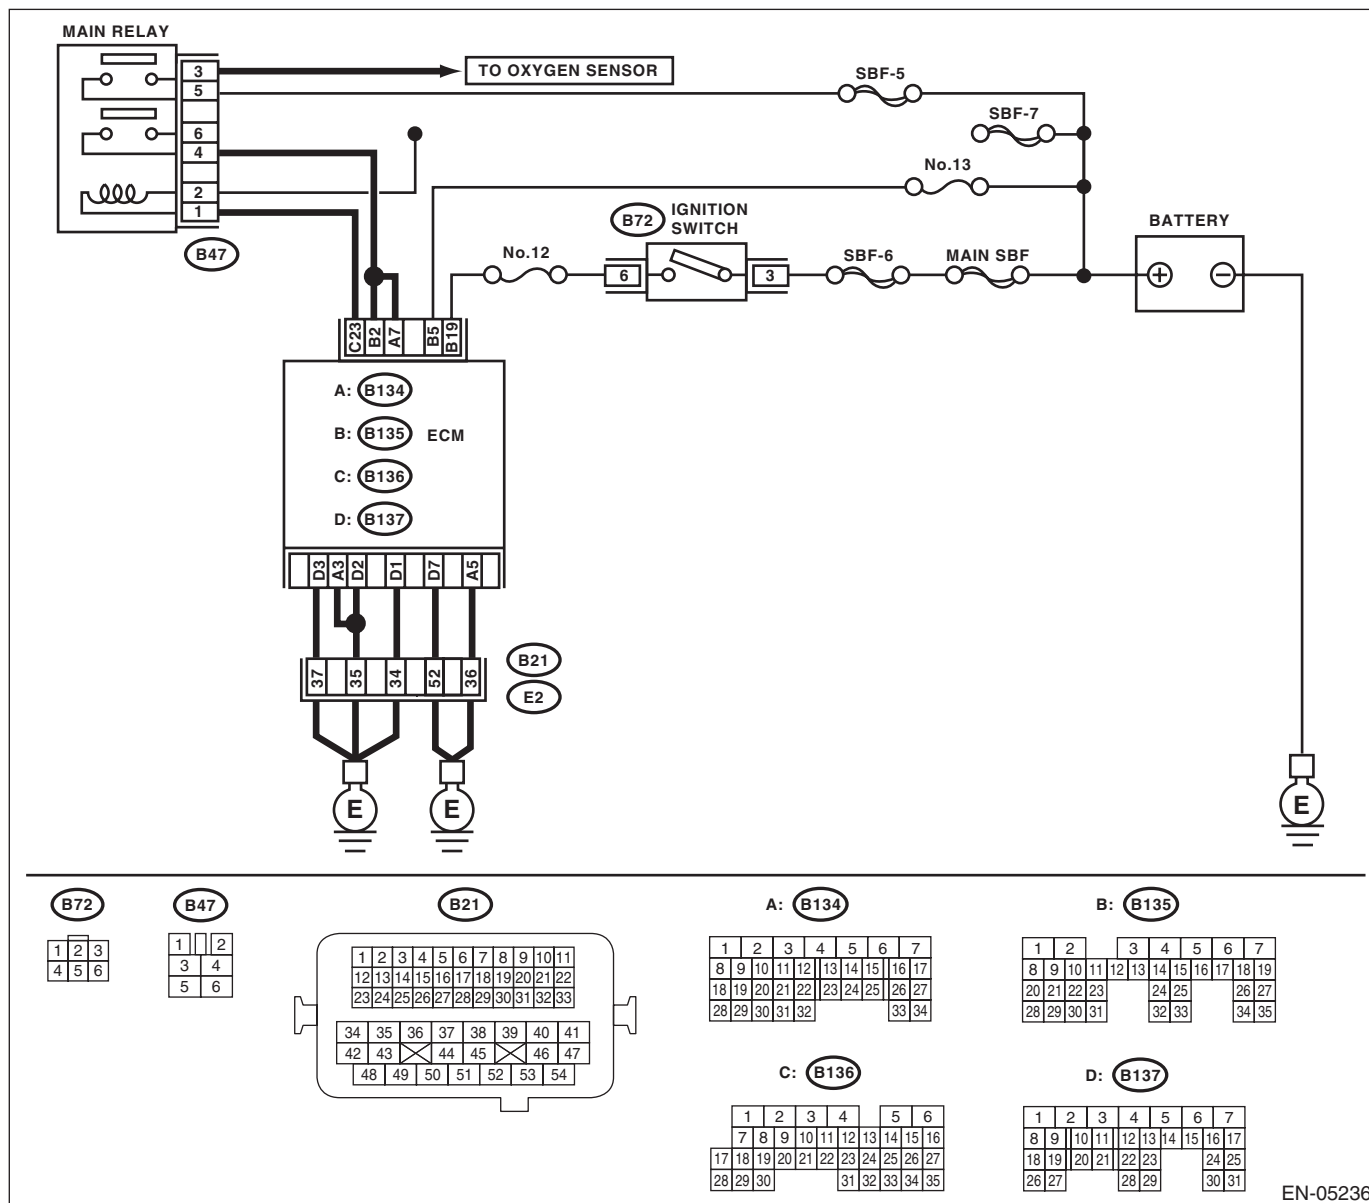 MAIN RELAY
3
TO OXYGEN SENSOR
5
SBF-5
SBF-7
6
4
No.13
2
1
B47
B72
IGNITION
SWITCH
BATTERY
No.12
6
3
SBF-6
MAIN SBF
+
−
C23
B2
A7
B5
B19
A: B134
B: B135
ECM
C: B136
D: B137
D3
A3
D2
D1
D7
A5
B21
E2
37
35
34
52
36
E
E
E
B72
1 2 3
4 5 6
B47
1 2
3 4
5 6
B21
1 2 3 4 5 6 7 8 9 10 11
12 13 14 15 16 17 18 19 20 21 22
23 24 25 26 27 28 29 30 31 32 33
34 35 36 37 38 39 40 41
42 43 44 45 46 47
48 49 50 51 52 53 54
A: B134
1 2 3 4 5 6 7
8 9 10 11 12 13 14 15 16 17
18 19 20 21 22 23 24 25 26 27
28 29 30 31 32 33 34
B: B135
1 2 3 4 5 6 7
8 9 10 11 12 13 14 15 16 17 18 19
20 21 22 23 24 25 26 27
28 29 30 31 32 33 34 35
C: B136
1 2 3 4 5 6
7 8 9 10 11 12 13 14 15 16
17 18 19 20 21 22 23 24 25 26 27
28 29 30 31 32 33 34 35
D: B137
1 2 3 4 5 6 7
8 9 10 11 12 13 14 15 16 17
18 19 20 21 22 23 24 25
26 27 28 29 30 31
EN-05236